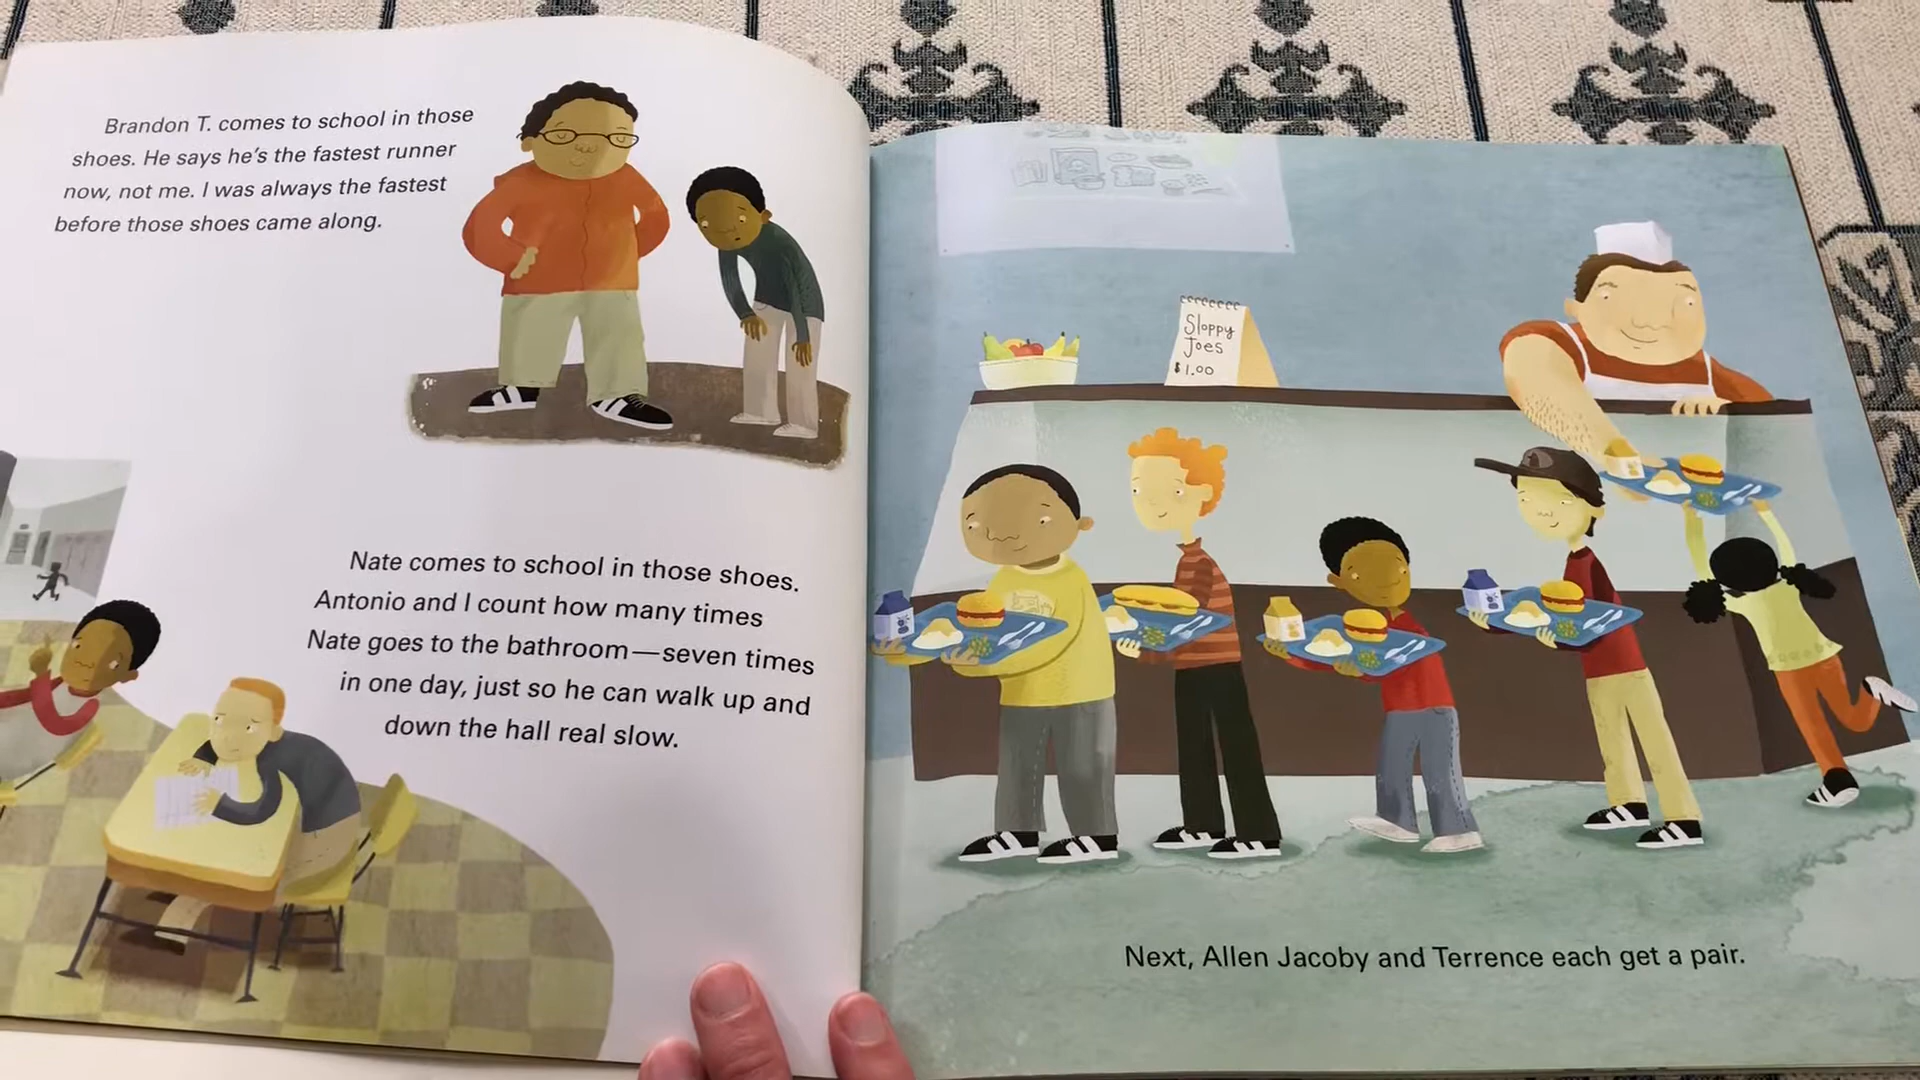 Brandon T. comes to school in those
shoes. He says he's the fastest runner
now, not me. I was always the fastest
before those shoes came along.
Nate comes to school in those shoes.
Antonio and I count how many times
Nate goes to the bathroom—seven times
in one day, just so he can walk up and
down the hall real slow.
Sloppy
Joes
$1.00
Next, Allen Jacoby and Terrence each get a pair.